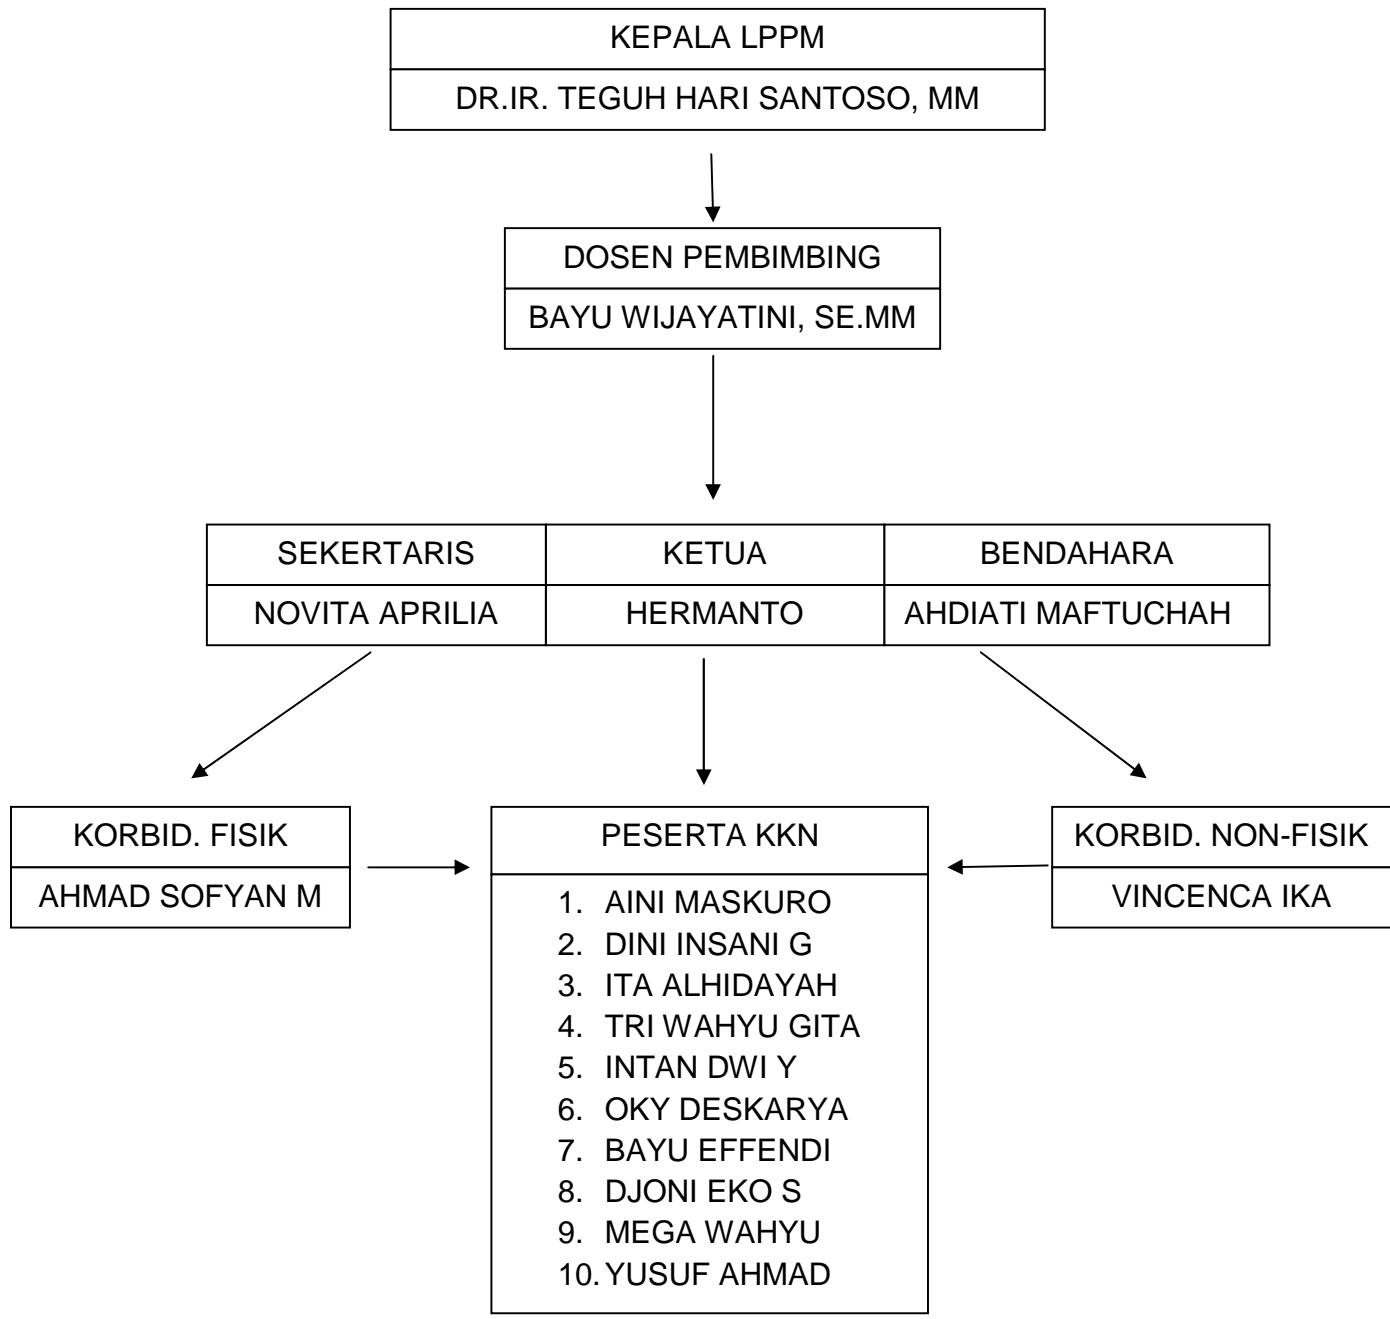 KEPALA LPPM
DR.IR. TEGUH HARI SANTOSO, MM
DOSEN PEMBIMBING
BAYU WIJAYATINI, SE.MM
SEKERTARIS
KETUA
BENDAHARA
NOVITA APRILIA
HERMANTO
AHDIATI MAFTUCHAH
KORBID. FISIK
AHMAD SOFYAN M
PESERTA KKN
1. AINI MASKURO
2. DINI INSANI G
3. ITA ALHIDAYAH
4. TRI WAHYU GITA
5. INTAN DWI Y
6. OKY DESKARYA
7. BAYU EFFENDI
8. DJONI EKO S
9. MEGA WAHYU
10. YUSUF AHMAD
KORBID. NON-FISIK
VINCENCA IKA